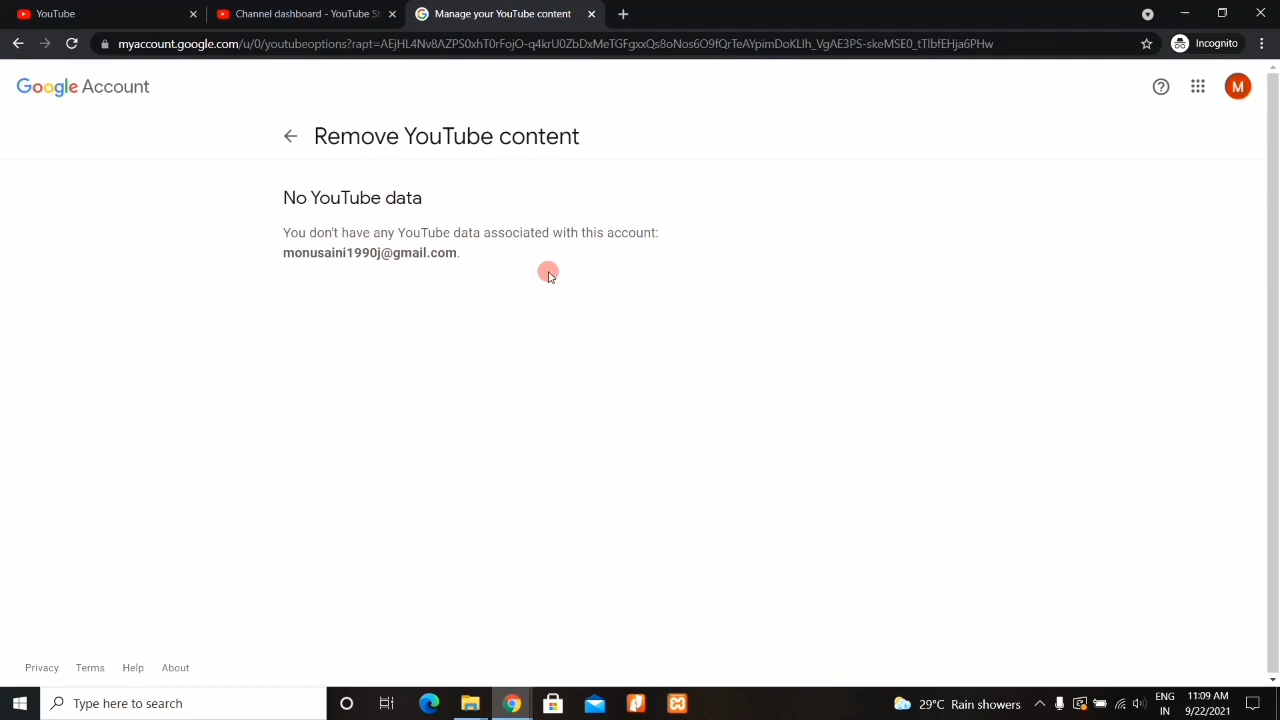 YouTube
Channel dashboard - YouTube St
Manage your YouTube content
myaccount.google.com/u/0/youtubeoptions?rapt=AEjHL4Nv8AZPS0xhT0rFojO-q4krU0ZbDxMeTGFgxxQs8oNos6O9fQrTeAYpimDoKLIh_VgAE3PS-skeMSE0_tTlbfEHja6PHw
Incognito
Google Account
M
Remove YouTube content
No YouTube data
You don't have any YouTube data associated with this account:
monusaini1990j@gmail.com.
Privacy Terms Help About
Type here to search
29°C Rain showers
ENG
IN
11:09 AM
9/22/2021